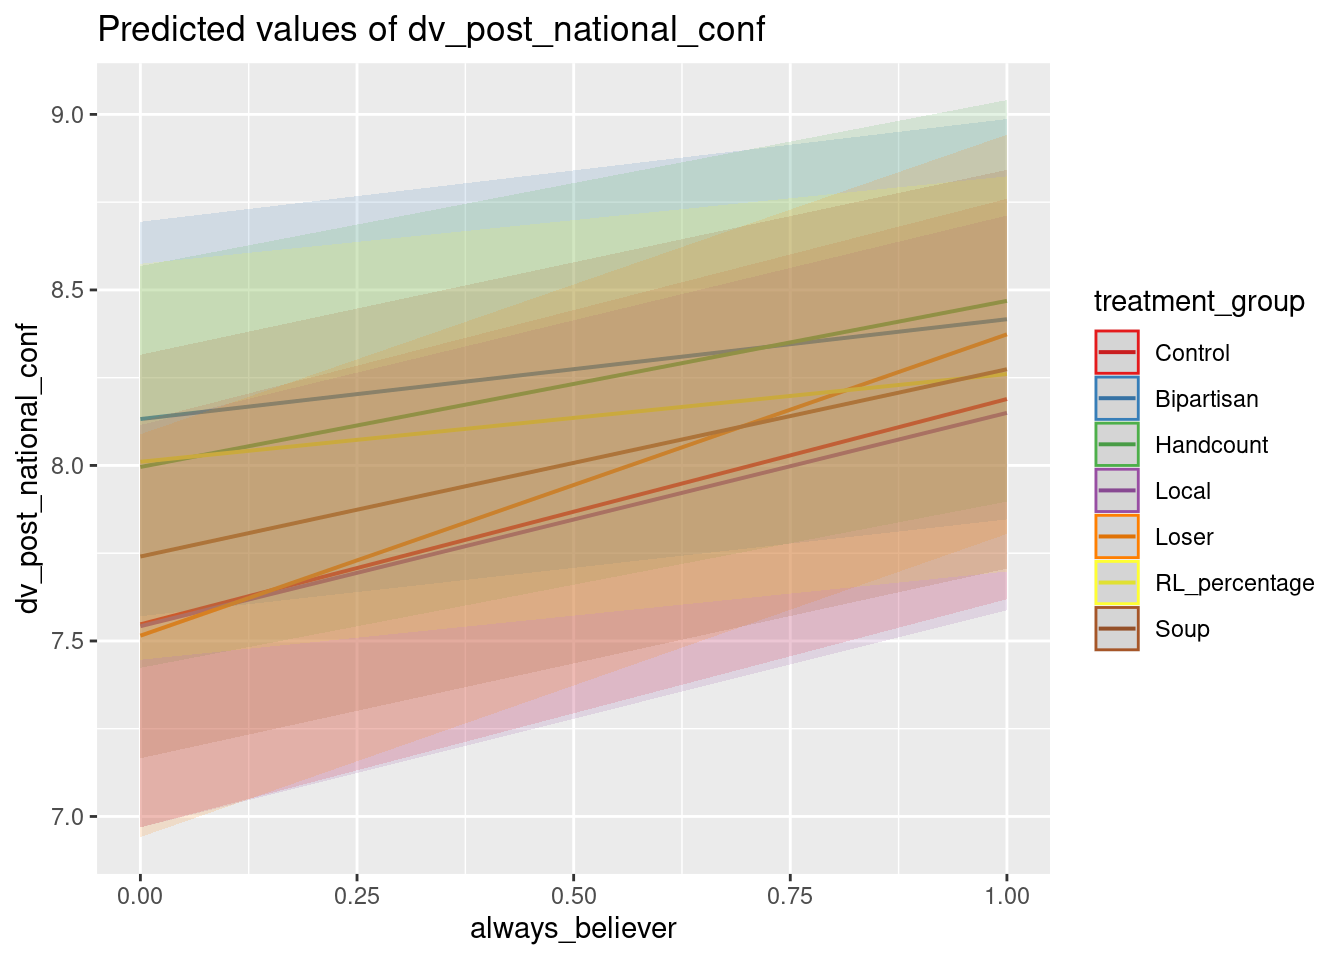 Predicted values of dv_post_national_conf
dv_post_national_conf
9.0
8.5
8.0
7.5
7.0
0.00 0.25 0.50 0.75 1.00
always_believer
treatment_group
Control
Bipartisan
Handcount
Local
Loser
RL_percentage
Soup